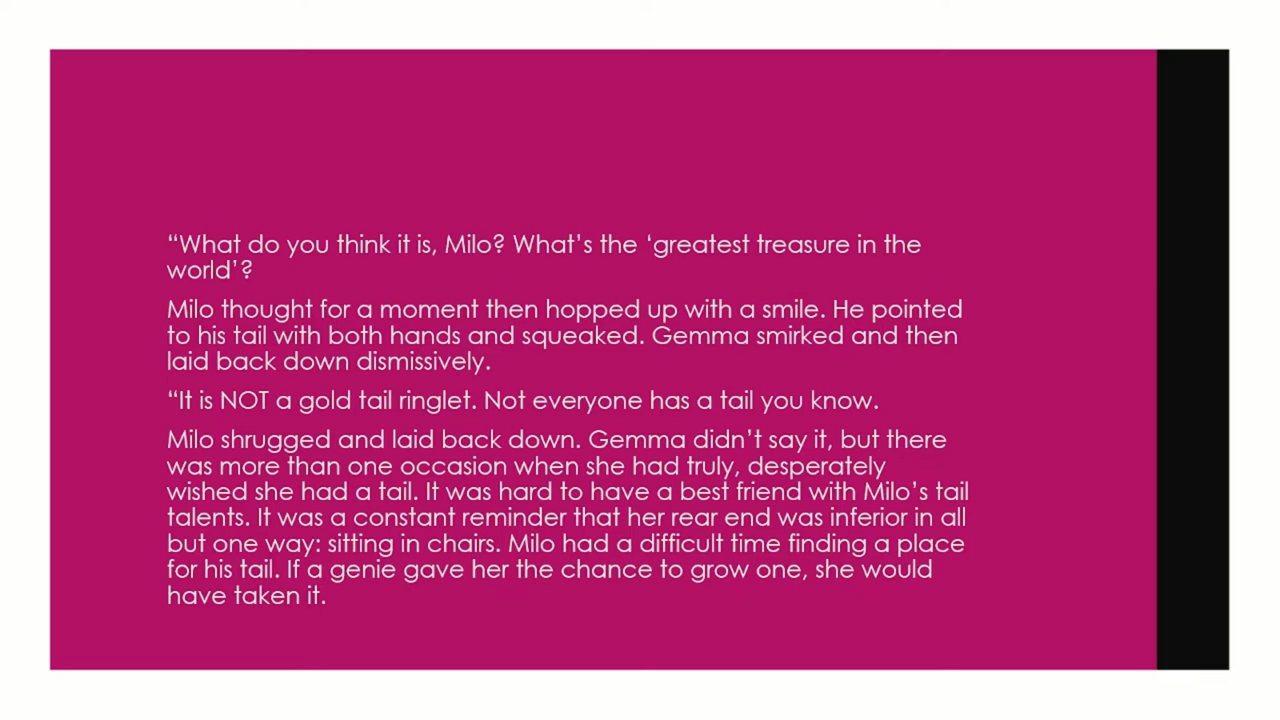 “What do you think it is, Milo? What’s the ‘greatest treasure in the
world’?
Milo thought for a moment then hopped up with a smile. He pointed
to his tail with both hands and squeaked. Gemma smirked and then
laid back down dismissively.
“It is NOT a gold tail ringlet. Not everyone has a tail you know.
Milo shrugged and laid back down. Gemma didn’t say it, but there
was more than one occasion when she had truly, desperately
wished she had a tail. It was hard to have a best friend with Milo’s tail
talents. It was a constant reminder that her rear end was inferior in all
but one way: sitting in chairs. Milo had a difficult time finding a place
for his tail. If a genie gave her the chance to grow one, she would
have taken it.